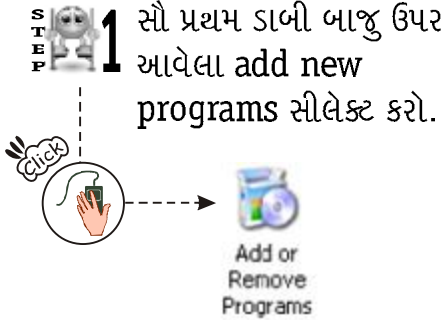 STEP 1
સૌ પ્રથમ ડાબી બાજુ ઉપર
આવેલા add new
programs સીલેક્ટ કરો.
Click
Add or
Remove
Programs